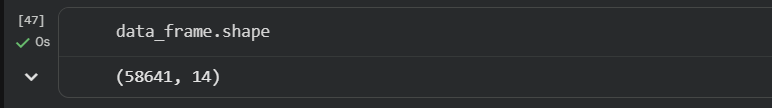 [47]
0s
data_frame.shape
(58641, 14)